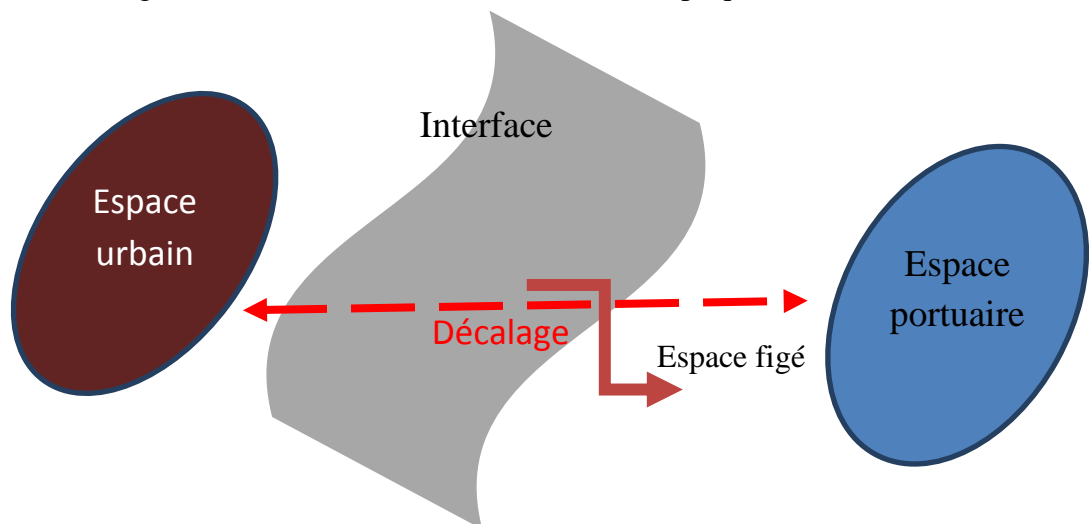 Interface
Espace
urbain
Espace
portuaire
Décalage
Espace figé